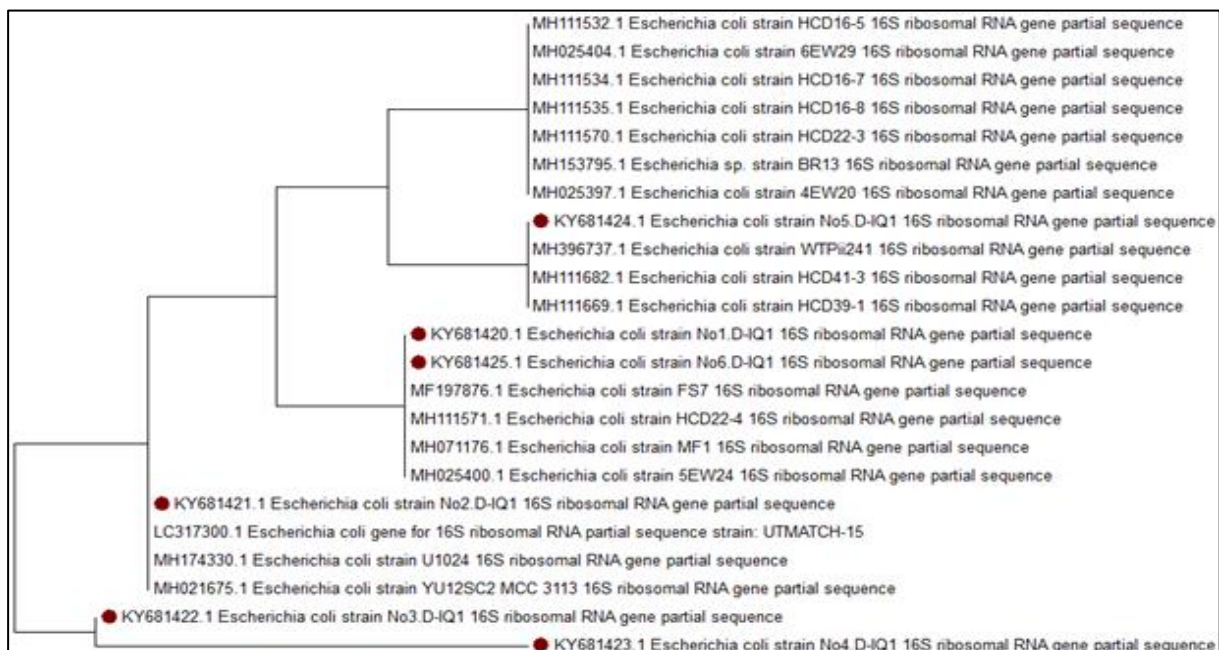 MH111532.1 Escherichia coli strain HCD16-5 16S ribosomal RNA gene partial sequence
MH025404.1 Escherichia coli strain 6EW29 16S ribosomal RNA gene partial sequence
MH111534.1 Escherichia coli strain HCD16-7 16S ribosomal RNA gene partial sequence
MH111535.1 Escherichia coli strain HCD16-8 16S ribosomal RNA gene partial sequence
MH111570.1 Escherichia coli strain HCD22-3 16S ribosomal RNA gene partial sequence
MH153795.1 Escherichia sp. strain BR13 16S ribosomal RNA gene partial sequence
MH025397.1 Escherichia coli strain 4EW20 16S ribosomal RNA gene partial sequence
KY681424.1 Escherichia coli strain No5.D-IQ1 16S ribosomal RNA gene partial sequence
MH396737.1 Escherichia coli strain WTPii241 16S ribosomal RNA gene partial sequence
MH111682.1 Escherichia coli strain HCD41-3 16S ribosomal RNA gene partial sequence
MH111669.1 Escherichia coli strain HCD39-1 16S ribosomal RNA gene partial sequence
KY681420.1 Escherichia coli strain No1.D-IQ1 16S ribosomal RNA gene partial sequence
KY681425.1 Escherichia coli strain No6.D-IQ1 16S ribosomal RNA gene partial sequence
MF197876.1 Escherichia coli strain FS7 16S ribosomal RNA gene partial sequence
MH111571.1 Escherichia coli strain HCD22-4 16S ribosomal RNA gene partial sequence
MH071176.1 Escherichia coli strain MF1 16S ribosomal RNA gene partial sequence
MH025400.1 Escherichia coli strain 5EW24 16S ribosomal RNA gene partial sequence
KY681421.1 Escherichia coli strain No2.D-IQ1 16S ribosomal RNA gene partial sequence
LC317300.1 Escherichia coli gene for 16S ribosomal RNA partial sequence strain: UTMATCH-15
MH174330.1 Escherichia coli strain U1024 16S ribosomal RNA gene partial sequence
MH021675.1 Escherichia coli strain YU12SC2 MCC 3113 16S ribosomal RNA gene partial sequence
KY681422.1 Escherichia coli strain No3.D-IQ1 16S ribosomal RNA gene partial sequence
KY681423.1 Escherichia coli strain No4.D-IQ1 16S ribosomal RNA gene partial sequence